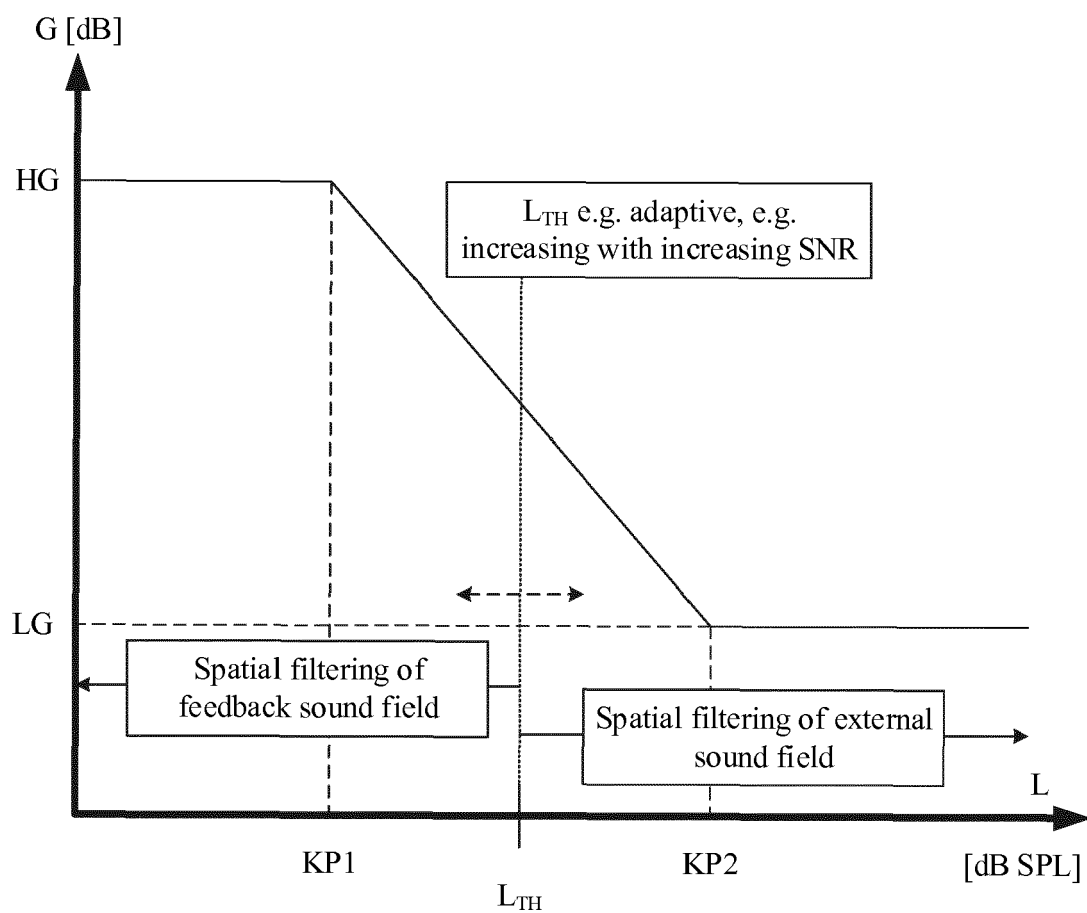 G [dB]
HG
L_TH e.g. adaptive, e.g.
increasing with increasing SNR
LG
Spatial filtering of
feedback sound field
Spatial filtering of external
sound field
L
KP1
KP2
[dB SPL]
L_TH